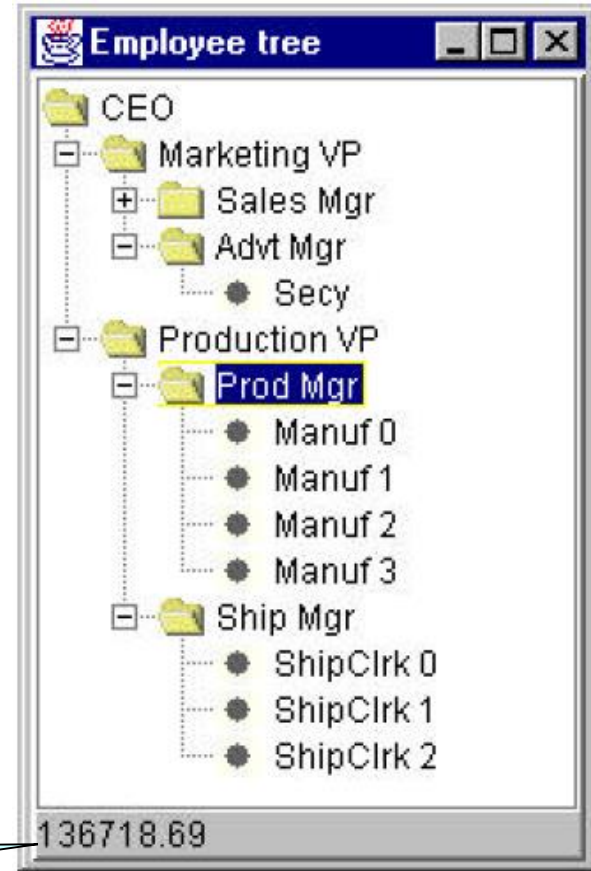 Employee tree
CEO
Marketing VP
Sales Mgr
Advt Mgr
Secy
Production VP
Prod Mgr
Manuf 0
Manuf 1
Manuf 2
Manuf 3
Ship Mgr
ShipClrk 0
ShipClrk 1
ShipClrk 2
136718.69